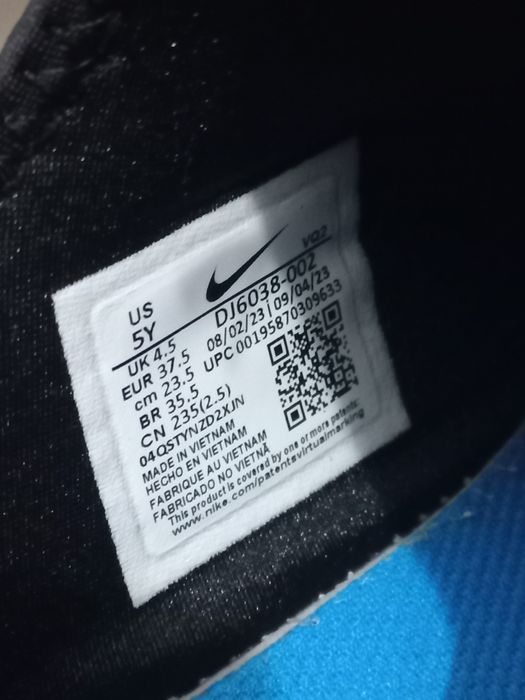 VQ2
US
5Y
DJ6038-002
UK 4.5
08/02/23 | 09/04/23
EUR 37.5
UPC 00195870309633
cm 23.5
BR 35.5
CN 235(2.5)
04QSTYNZD2XJN
MADE IN VIETNAM
HECHO EN VIETNAM
FABRIQUE AU VIETNAM
FABRICADO NO VIETNÃ
This product is covered by one or more patents:
www.nike.com/patentsvirtualmarking